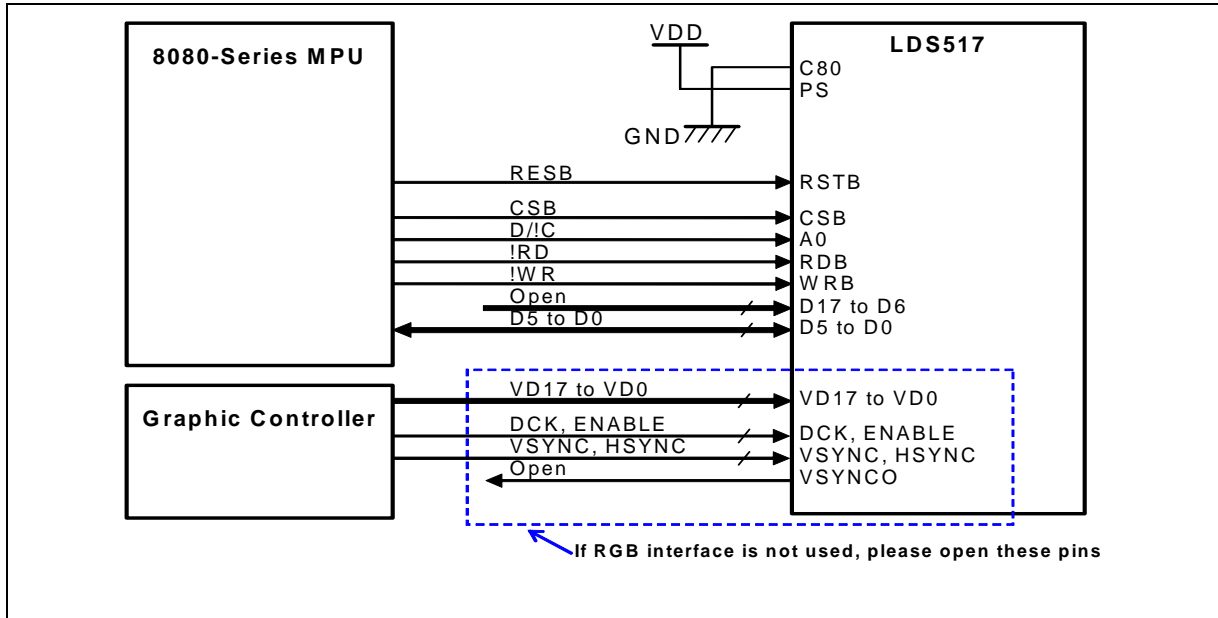 8080-Series MPU
VDD
LDS517
C80
PS
GND
RESB
RSTB
CSB
CSB
D/!C
A0
!RD
RDB
!WR
WRB
Open
D17 to D6
D5 to D0
D5 to D0
Graphic Controller
VD17 to VD0
VD17 to VD0
DCK, ENABLE
DCK, ENABLE
VSYNC, HSYNC
VSYNC, HSYNC
Open
VSYNCO
If RGB interface is not used, please open these pins